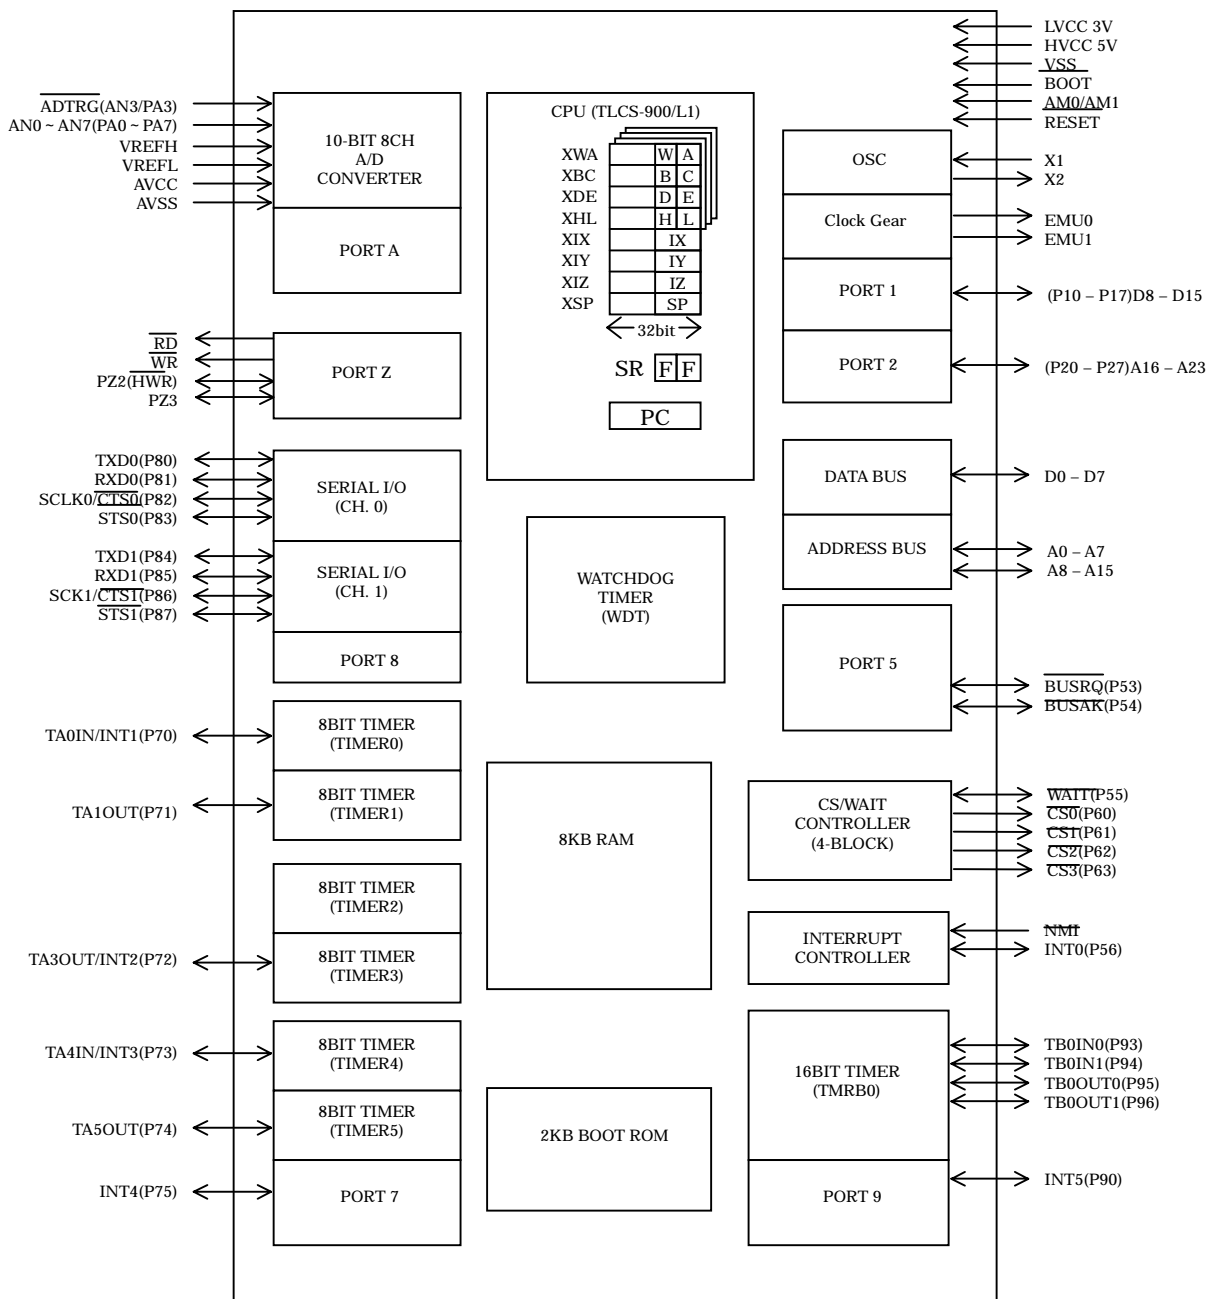 LVCC 3V
HVCC 5V
VSS
BOOT
AM0/AM1
RESET
ADTRG(AN3/PA3)
AN0 ~ AN7(PA0 ~ PA7)
VREFH
VREFL
AVCC
AVSS
10-BIT 8CH
A/D
CONVERTER
PORT A
CPU (TLCS-900/L1)
XWA W A
XBC B C
XDE D E
XHL H L
XIX IX
XIY IY
XIZ IZ
XSP SP
32bit
SR F F
PC
OSC
X1
X2
Clock Gear
EMU0
EMU1
PORT 1
(P10 – P17)D8 – D15
PORT 2
(P20 – P27)A16 – A23
RD
WR
PZ2(HWR)
PZ3
PORT Z
TXD0(P80)
RXD0(P81)
SCLK0/CTS0(P82)
STS0(P83)
SERIAL I/O
(CH. 0)
TXD1(P84)
RXD1(P85)
SCK1/CTS1(P86)
STS1(P87)
SERIAL I/O
(CH. 1)
PORT 8
WATCHDOG
TIMER
(WDT)
DATA BUS
D0 – D7
ADDRESS BUS
A0 – A7
A8 – A15
PORT 5
BUSRQ(P53)
BUSAK(P54)
TA0IN/INT1(P70)
8BIT TIMER
(TIMER0)
TA1OUT(P71)
8BIT TIMER
(TIMER1)
8BIT TIMER
(TIMER2)
TA3OUT/INT2(P72)
8BIT TIMER
(TIMER3)
8KB RAM
CS/WAIT
CONTROLLER
(4-BLOCK)
WAIT(P55)
CS0(P60)
CS1(P61)
CS2(P62)
CS3(P63)
INTERRUPT
CONTROLLER
NMI
INT0(P56)
TA4IN/INT3(P73)
8BIT TIMER
(TIMER4)
TA5OUT(P74)
8BIT TIMER
(TIMER5)
INT4(P75)
PORT 7
2KB BOOT ROM
16BIT TIMER
(TMRB0)
TB0IN0(P93)
TB0IN1(P94)
TB0OUT0(P95)
TB0OUT1(P96)
PORT 9
INT5(P90)